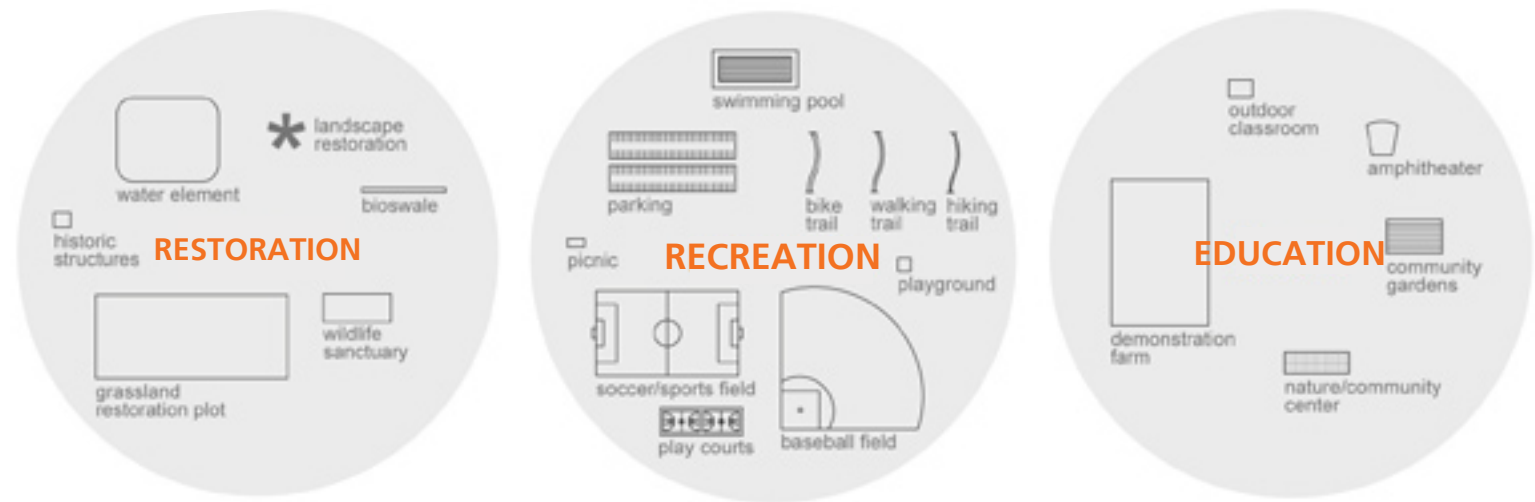 landscape
restoration
water element
bioswale
historic
structures
RESTORATION
wildlife
sanctuary
grassland
restoration plot
swimming pool
parking
bike
trail
walking
trail
hiking
trail
picnic
RECREATION
playground
soccer/sports field
play courts
baseball field
outdoor
classroom
amphitheater
EDUCATION
community
gardens
demonstration
farm
nature/community
center